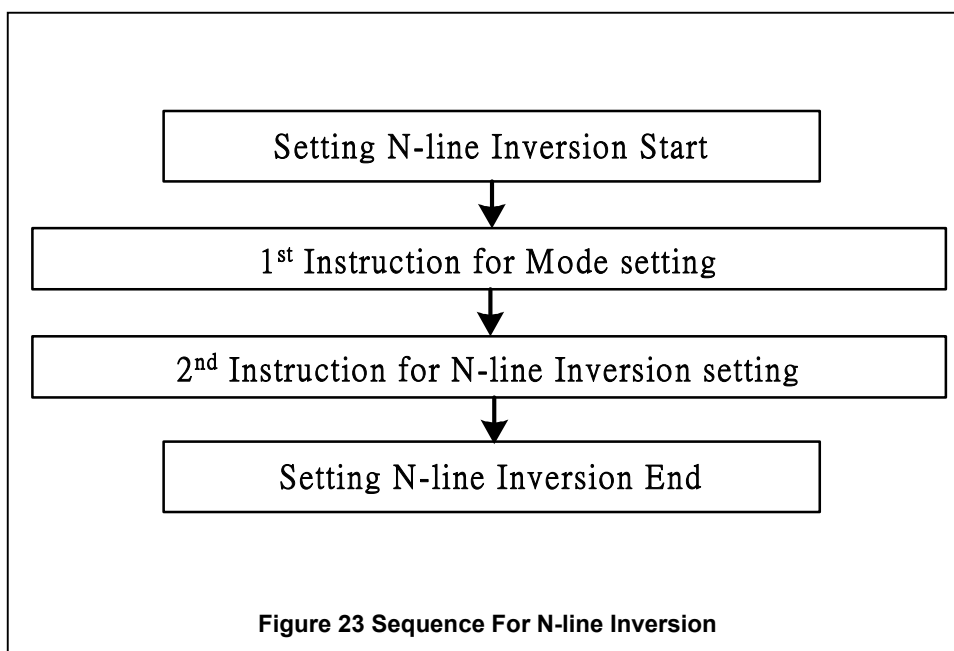 Setting N-line Inversion Start
1st Instruction for Mode setting
2nd Instruction for N-line Inversion setting
Setting N-line Inversion End
Figure 23 Sequence For N-line Inversion